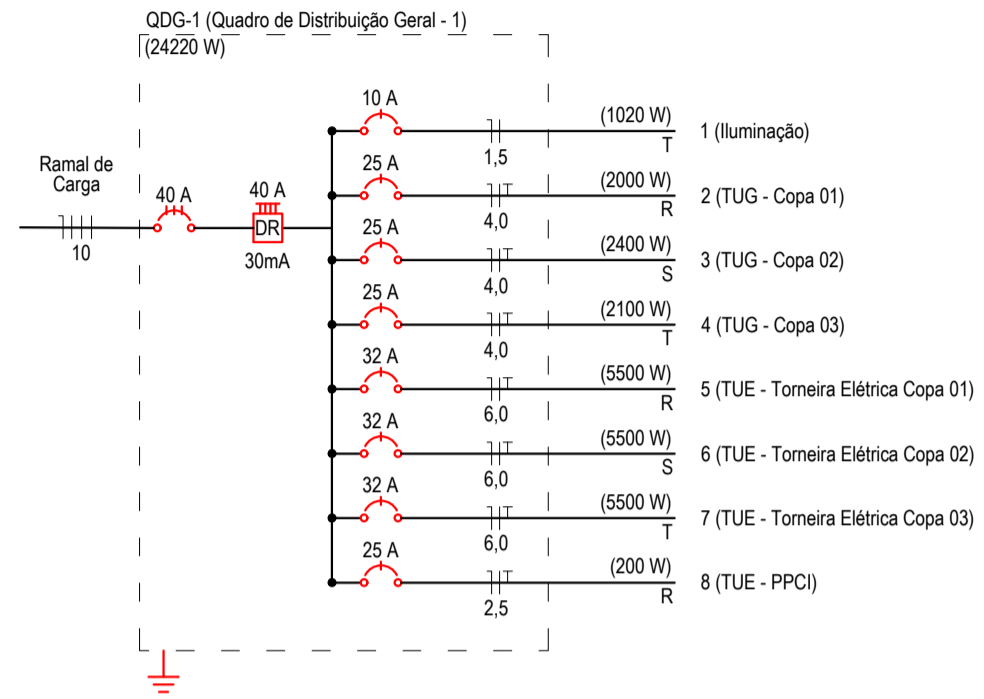 QDG-1 (Quadro de Distribuição Geral - 1)
(24220 W)
Ramal de
Carga
10
40 A
40 A
DR
30mA
10 A
1,5
(1020 W)
T
1 (Iluminação)
25 A
4,0
(2000 W)
R
2 (TUG - Copa 01)
25 A
4,0
(2400 W)
S
3 (TUG - Copa 02)
25 A
4,0
(2100 W)
T
4 (TUG - Copa 03)
32 A
6,0
(5500 W)
R
5 (TUE - Torneira Elétrica Copa 01)
32 A
6,0
(5500 W)
S
6 (TUE - Torneira Elétrica Copa 02)
32 A
6,0
(5500 W)
T
7 (TUE - Torneira Elétrica Copa 03)
25 A
2,5
(200 W)
R
8 (TUE - PPCI)